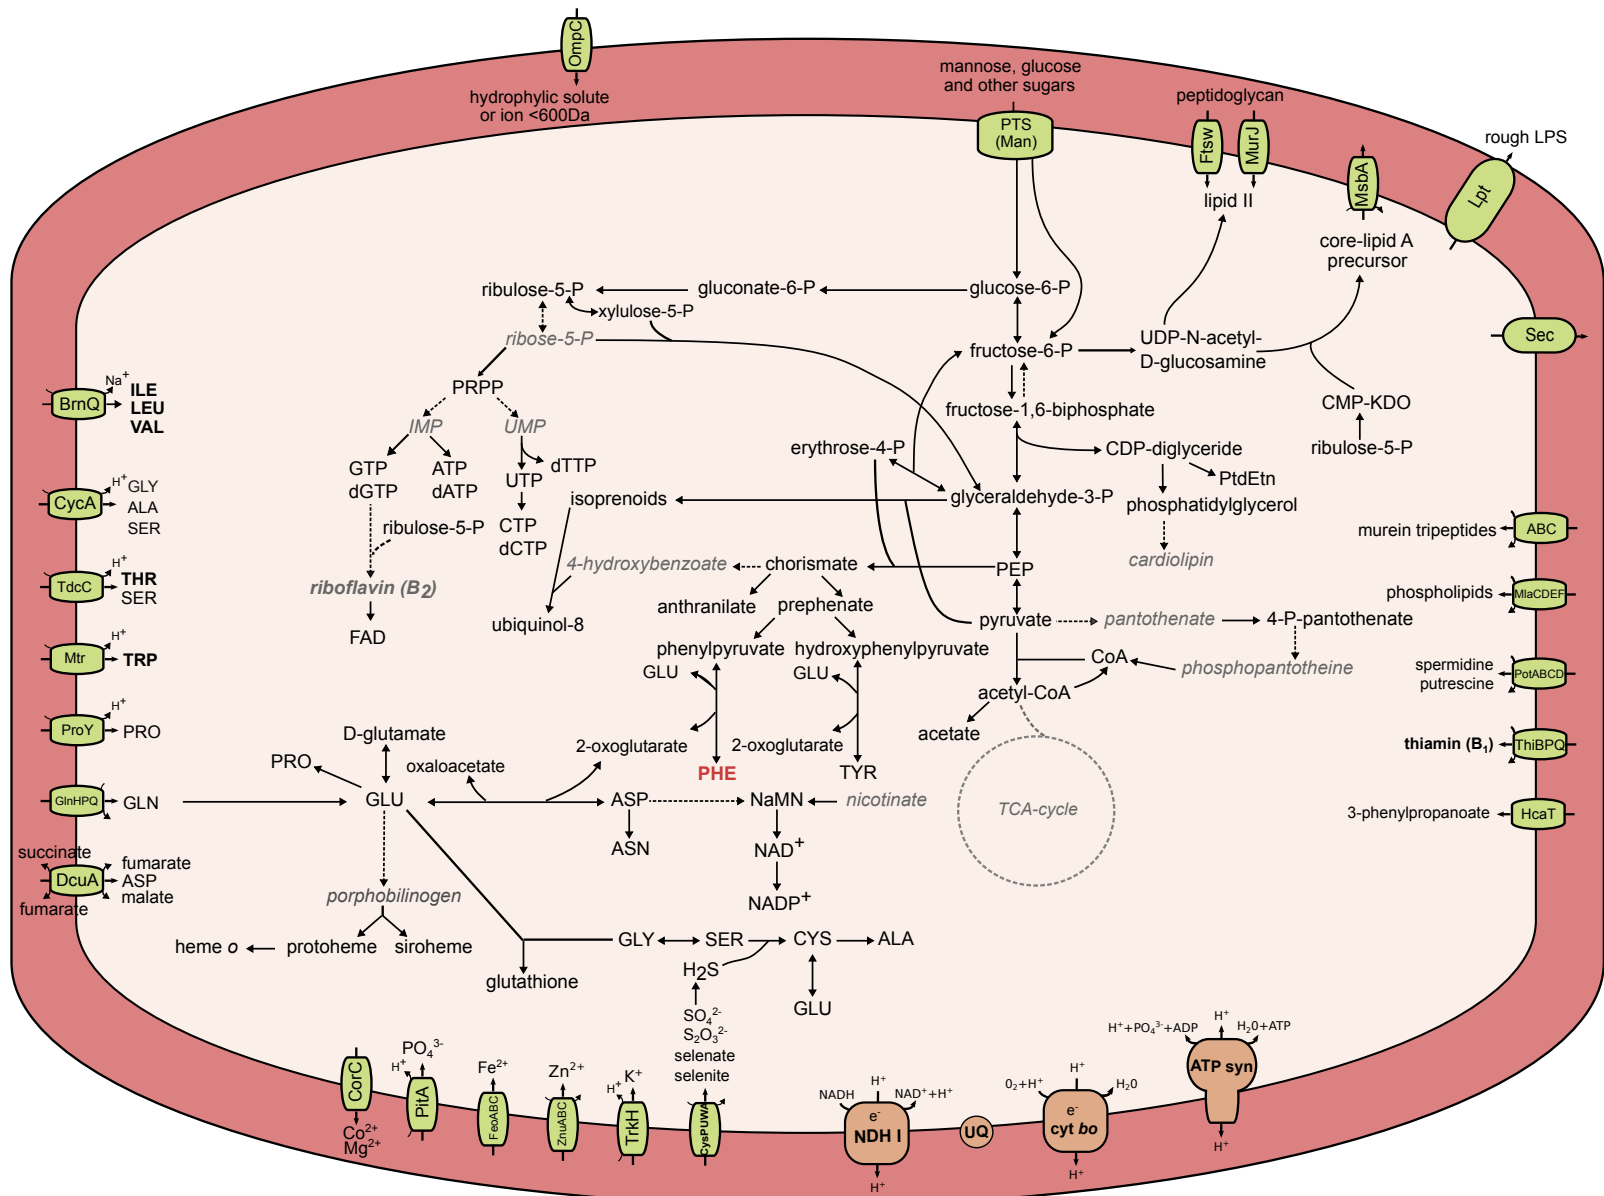 OmpC
hydrophylic solute
or ion <600Da
mannose, glucose
and other sugars
PTS
(Man)
peptidoglycan
Ftsw
MurJ
lipid II
MsbA
rough LPS
Lpt
core-lipid A
precursor
ribulose-5-P
gluconate-6-P
glucose-6-P
xylulose-5-P
ribose-5-P
fructose-6-P
UDP-N-acetyl-
D-glucosamine
Sec
PRPP
BrnQ
Na+
ILE
LEU
VAL
IMP
UMP
fructose-1,6-biphosphate
CMP-KDO
ribulose-5-P
erythrose-4-P
CDP-diglyceride
PtdEtn
GTP
dGTP
ATP
dATP
dTTP
UTP
CTP
dCTP
isoprenoids
glyceraldehyde-3-P
phosphatidylglycerol
cardiolipin
CycA
H+
GLY
ALA
SER
ribulose-5-P
murein tripeptides
ABC
4-hydroxybenzoate
chorismate
PEP
TdcC
H+
THR
SER
riboflavin (B2)
FAD
anthranilate
prephenate
ubiquinol-8
pyruvate
pantothenate
4-P-pantothenate
phospholipids
MlaCDEF
Mtr
H+
TRP
phenylpyruvate
hydroxyphenylpyruvate
GLU
GLU
CoA
phosphopantotheine
spermidine
putrescine
PotABCD
acetyl-CoA
acetate
ProY
H+
PRO
D-glutamate
PRO
oxaloacetate
2-oxoglutarate
2-oxoglutarate
PHE
TYR
thiamin (B1)
ThiBPQ
GlnHPQ
GLN
GLU
ASP
NaMN
nicotinate
TCA-cycle
3-phenylpropanoate
HcaT
ASN
NAD+
NADP+
succinate
DcuA
fumarate
fumarate
ASP
malate
porphobilinogen
heme o
protoheme
siroheme
glutathione
GLY
SER
CYS
ALA
H2S
GLU
SO4 2-
S2O3 2-
selenate
selenite
CorC
Co2+
Mg2+
PO4 3-
H+
PitA
Fe2+
FeoABC
Zn2+
ZnuABC
H+
K+
TrkH
CysPUWA
NADH
H+
NAD++H+
e-
NDH I
H+
UQ
O2+H+
H+
H2O
e-
cyt bo
H+
H++PO4 3-+ADP
H+
H20+ATP
ATP syn
H+